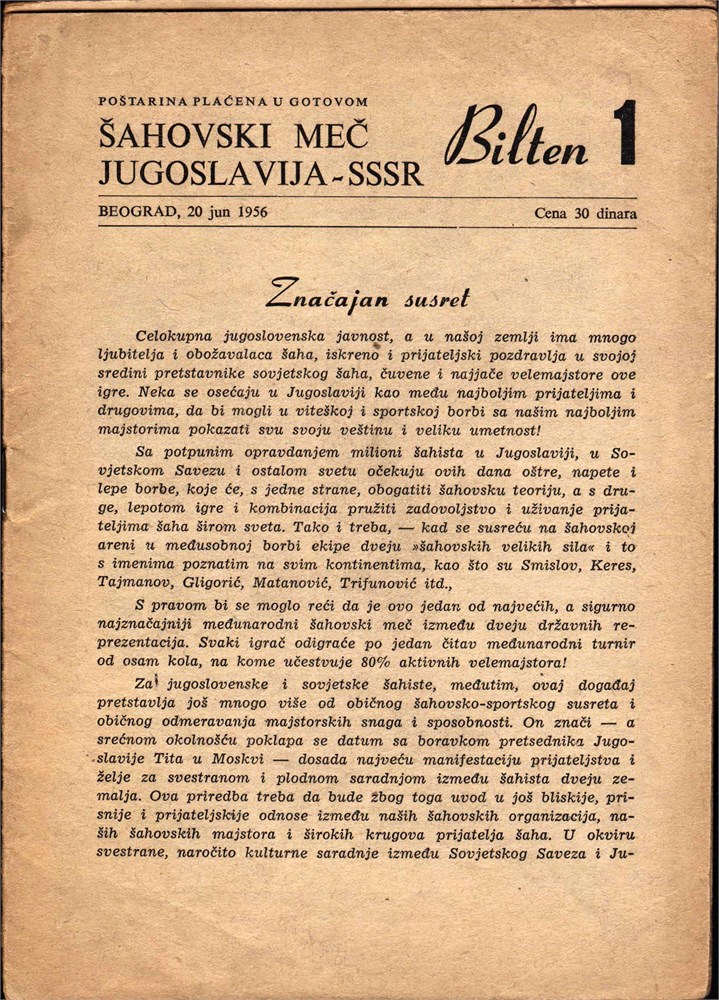 POŠTARINA PLAĆENA U GOTOVOM
ŠAHOVSKI MEČ
JUGOSLAVIJA-SSSR
Bilten 1
BEOGRAD, 20 jun 1956
Cena 30 dinara
Značajan susret
Celokupna jugoslovenska javnost, a u našoj zemlji ima mnogo
ljubitelja i obožavalaca šaha, iskreno i prijateljski pozdravlja u svojoj
sredini pretstavnike sovjetskog šaha, čuvene i najjače velemajstore ove
igre. Neka se osećaju u Jugoslaviji kao među najboljim prijateljima i
drugovima, da bi mogli u viteškoj i sportskoj borbi sa našim najboljim
majstorima pokazati svu svoju veštinu i veliku umetnost!
Sa potpunim opravdanjem milioni šahista u Jugoslaviji, u So-
vjetskom Savezu i ostalom svetu očekuju ovih dana oštre, napete i
lepe borbe, koje će, s jedne strane, obogatiti šahovsku teoriju, a s dru-
ge, lepotom igre i kombinacija pružiti zadovoljstvo i uživanje prija-
teljima šaha širom sveta. Tako i treba, — kad se susreću na šahovskoj
areni u međusobnoj borbi ekipe dveju »šahovskih velikih sila« i to
s imenima poznatim na svim kontinentima, kao što su Smislov, Keres,
Tajmanov, Gligorić, Matanović, Trifunović itd.,
S pravom bi se moglo reći da je ovo jedan od najvećih, a sigurno
najznačajniji međunarodni šahovski meč između dveju državnih re-
prezentacija. Svaki igrač odigraće po jedan čitav međunarodni turnir
od osam kola, na kome učestvuje 80% aktivnih velemajstora!
Za jugoslovenske i sovjetske šahiste, međutim, ovaj događaj
pretstavlja još mnogo više od običnog šahovsko-sportskog susreta i
običnog odmeravanja majstorskih snaga i sposobnosti. On znači — a
srećnom okolnošću poklapa se datum sa boravkom pretsednika Jugo-
slavije Tita u Moskvi — dosada najveću manifestaciju prijateljstva i
želje za svestranom i plodnom saradnjom između šahista dveju ze-
malja. Ova priredba treba da bude zbog toga uvod u još bliskije, pri-
snije i prijateljskije odnose između naših šahovskih organizacija, na-
ših šahovskih majstora i širokih krugova prijatelja šaha. U okviru
svestrane, naročito kulturne saradnje između Sovjetskog Saveza i Ju-